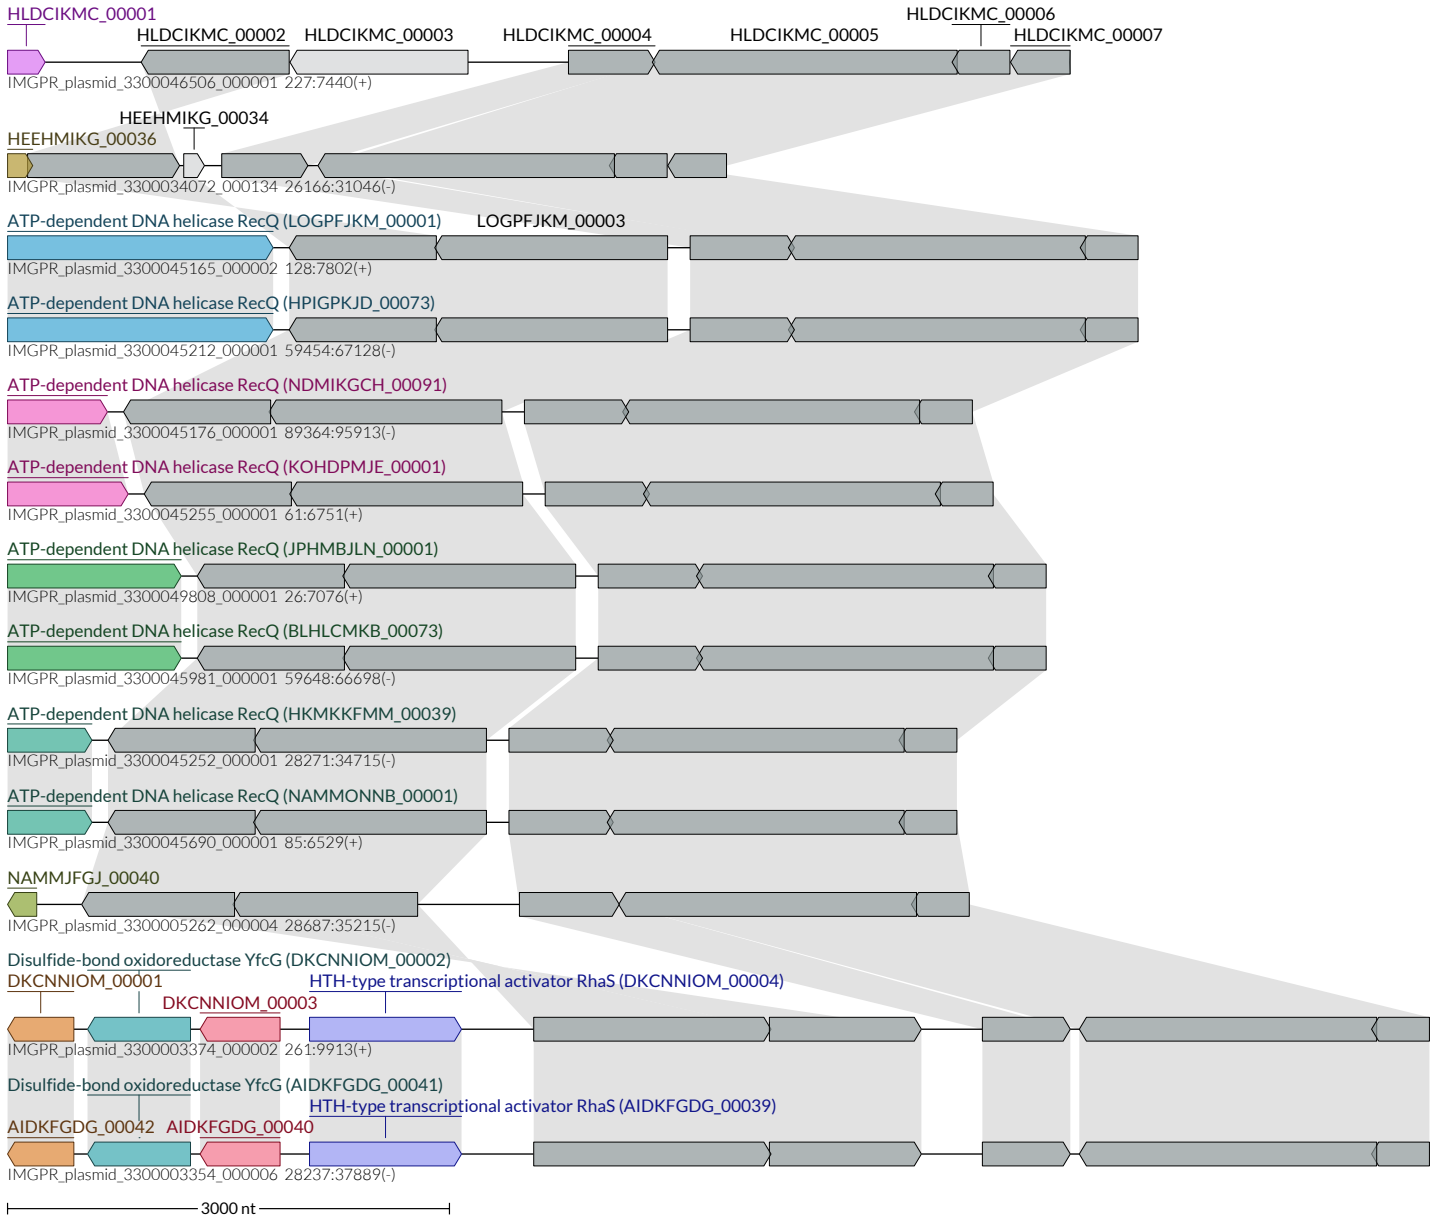 HLDCIKMC_00001 HLDCIKMC_00006
HLDCIKMC_00002 HLDCIKMC_00003 HLDCIKMC_00004 HLDCIKMC_00005 HLDCIKMC_00007
IMGPR_plasmid_3300046506_000001 227:7440(+)
HEEHMIKG_00034
HEEHMIKG_00036
IMGPR_plasmid_3300034072_000134 26166:31046(-)
ATP-dependent DNA helicase RecQ (LOGPFJKM_00001) LOGPFJKM_00003
IMGPR_plasmid_3300045165_000002 128:7802(+)
ATP-dependent DNA helicase RecQ (HPIGPKJD_00073)
IMGPR_plasmid_3300045212_000001 59454:67128(-)
ATP-dependent DNA helicase RecQ (NDMIKGCH_00091)
IMGPR_plasmid_3300045176_000001 89364:95913(-)
ATP-dependent DNA helicase RecQ (KOHDPMJE_00001)
IMGPR_plasmid_3300045255_000001 61:6751(+)
ATP-dependent DNA helicase RecQ (JPHMBJLN_00001)
IMGPR_plasmid_3300049808_000001 26:7076(+)
ATP-dependent DNA helicase RecQ (BLHLCMKB_00073)
IMGPR_plasmid_3300045981_000001 59648:66698(-)
ATP-dependent DNA helicase RecQ (HKMKKFMM_00039)
IMGPR_plasmid_3300045252_000001 28271:34715(-)
ATP-dependent DNA helicase RecQ (NAMMONNB_00001)
IMGPR_plasmid_3300045690_000001 85:6529(+)
NAMMJFGJ_00040
IMGPR_plasmid_3300005262_000004 28687:35215(-)
Disulfide-bond oxidoreductase YfcG (DKCNNIOM_00002)
DKCNNIOM_00001 HTH-type transcriptional activator RhaS (DKCNNIOM_00004)
DKCNNIOM_00003
IMGPR_plasmid_3300003374_000002 261:9913(+)
Disulfide-bond oxidoreductase YfcG (AIDKFGDG_00041)
HTH-type transcriptional activator RhaS (AIDKFGDG_00039)
AIDKFGDG_00042 AIDKFGDG_00040
IMGPR_plasmid_3300003354_000006 28237:37889(-)
3000 nt